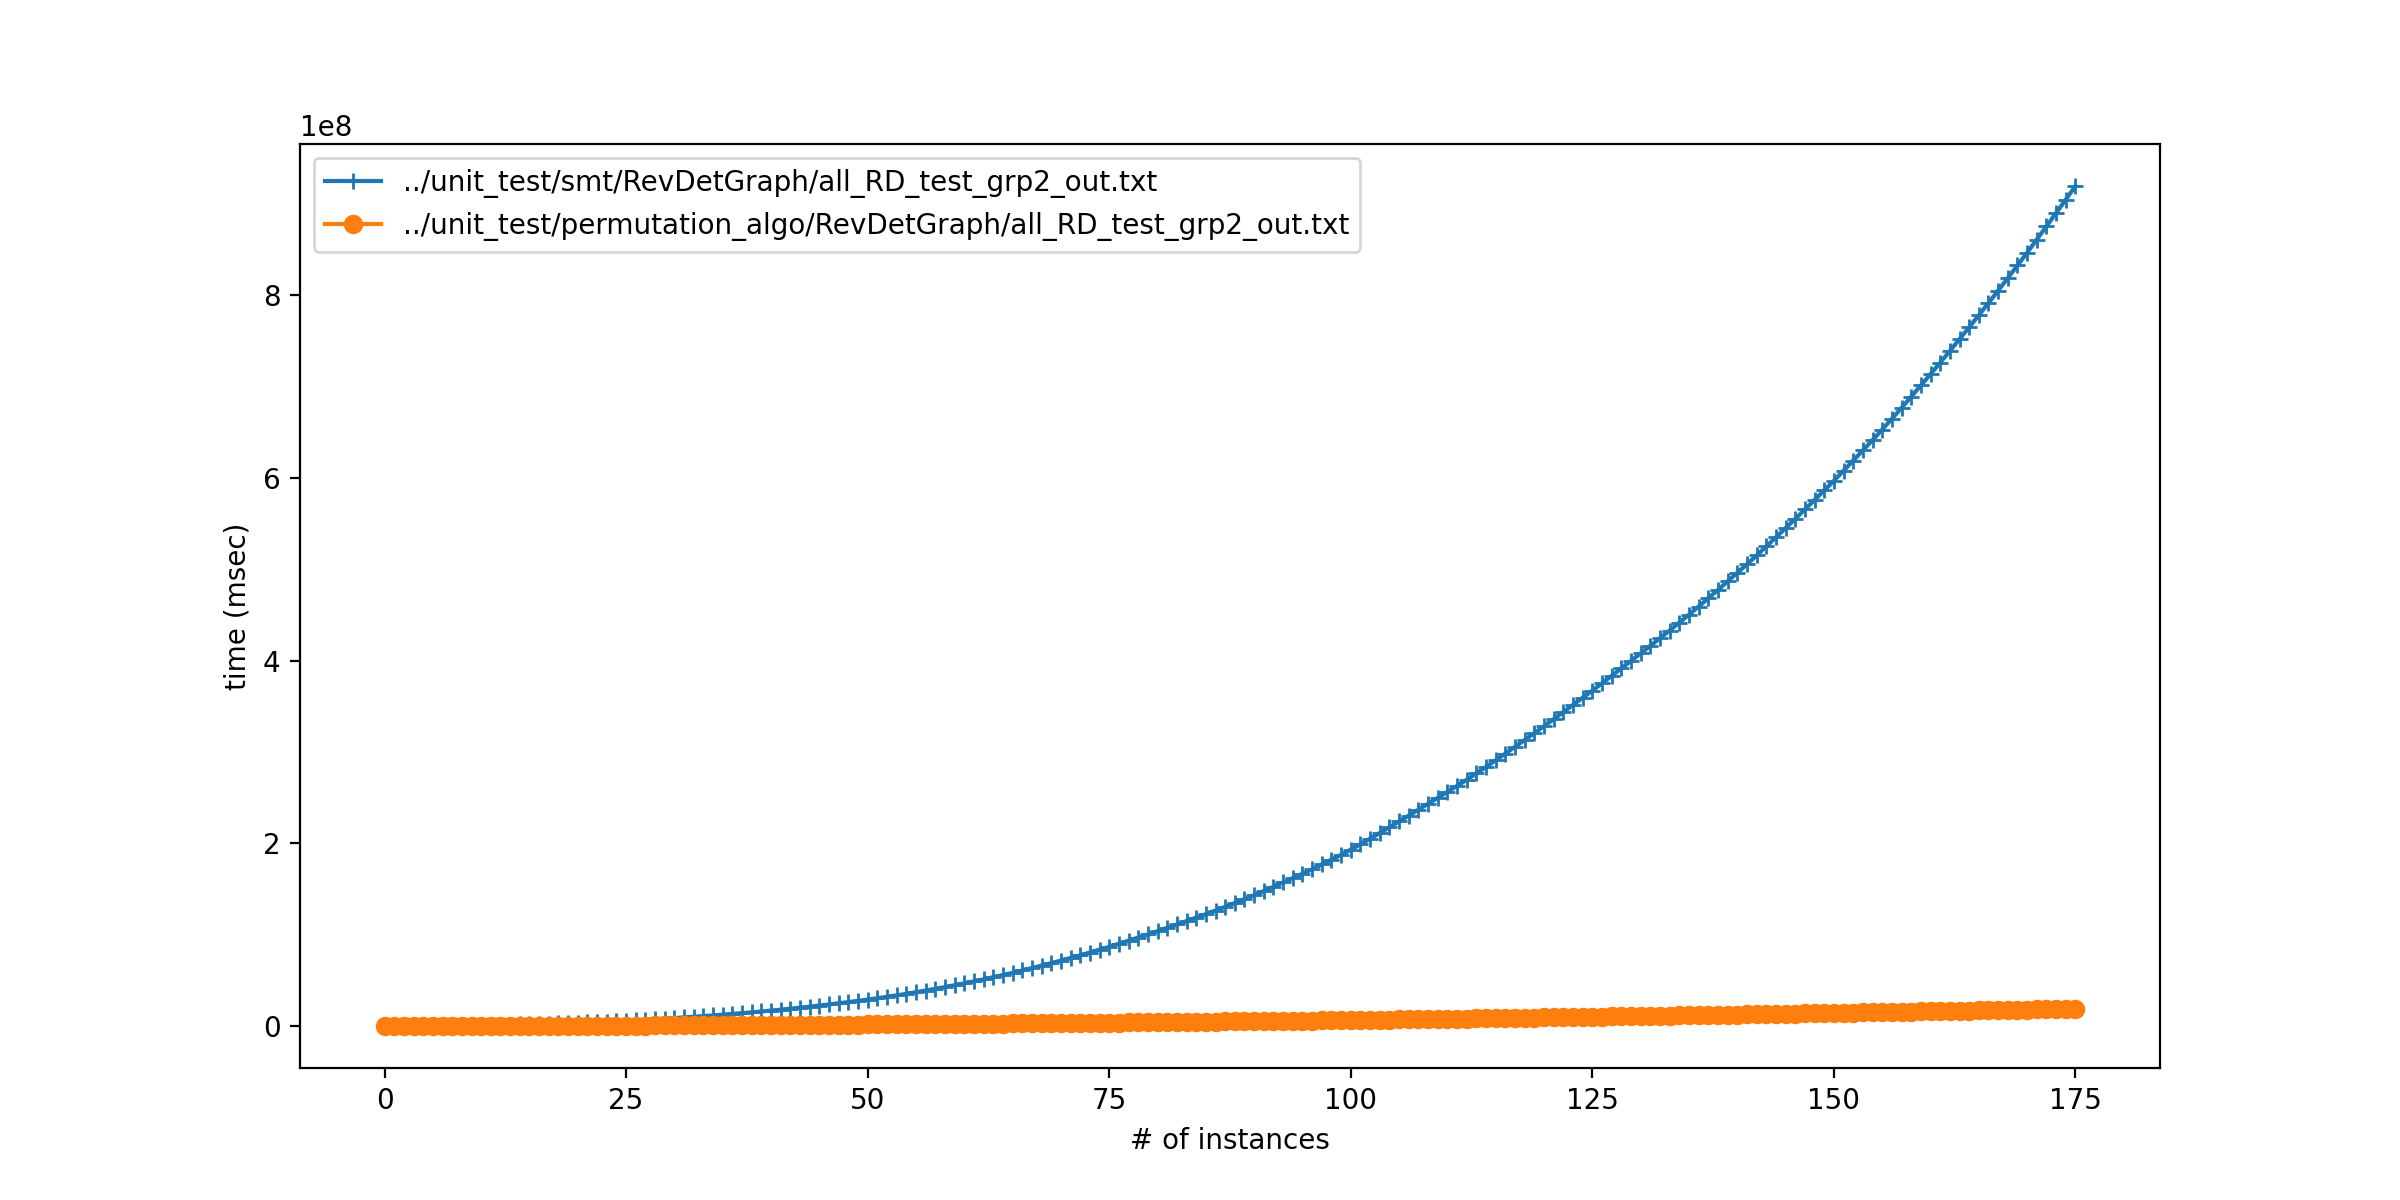 1e8
../unit_test/smt/RevDetGraph/all_RD_test_grp2_out.txt
../unit_test/permutation_algo/RevDetGraph/all_RD_test_grp2_out.txt
8
6
4
2
0
time (msec)
0 25 50 75 100 125 150 175
# of instances